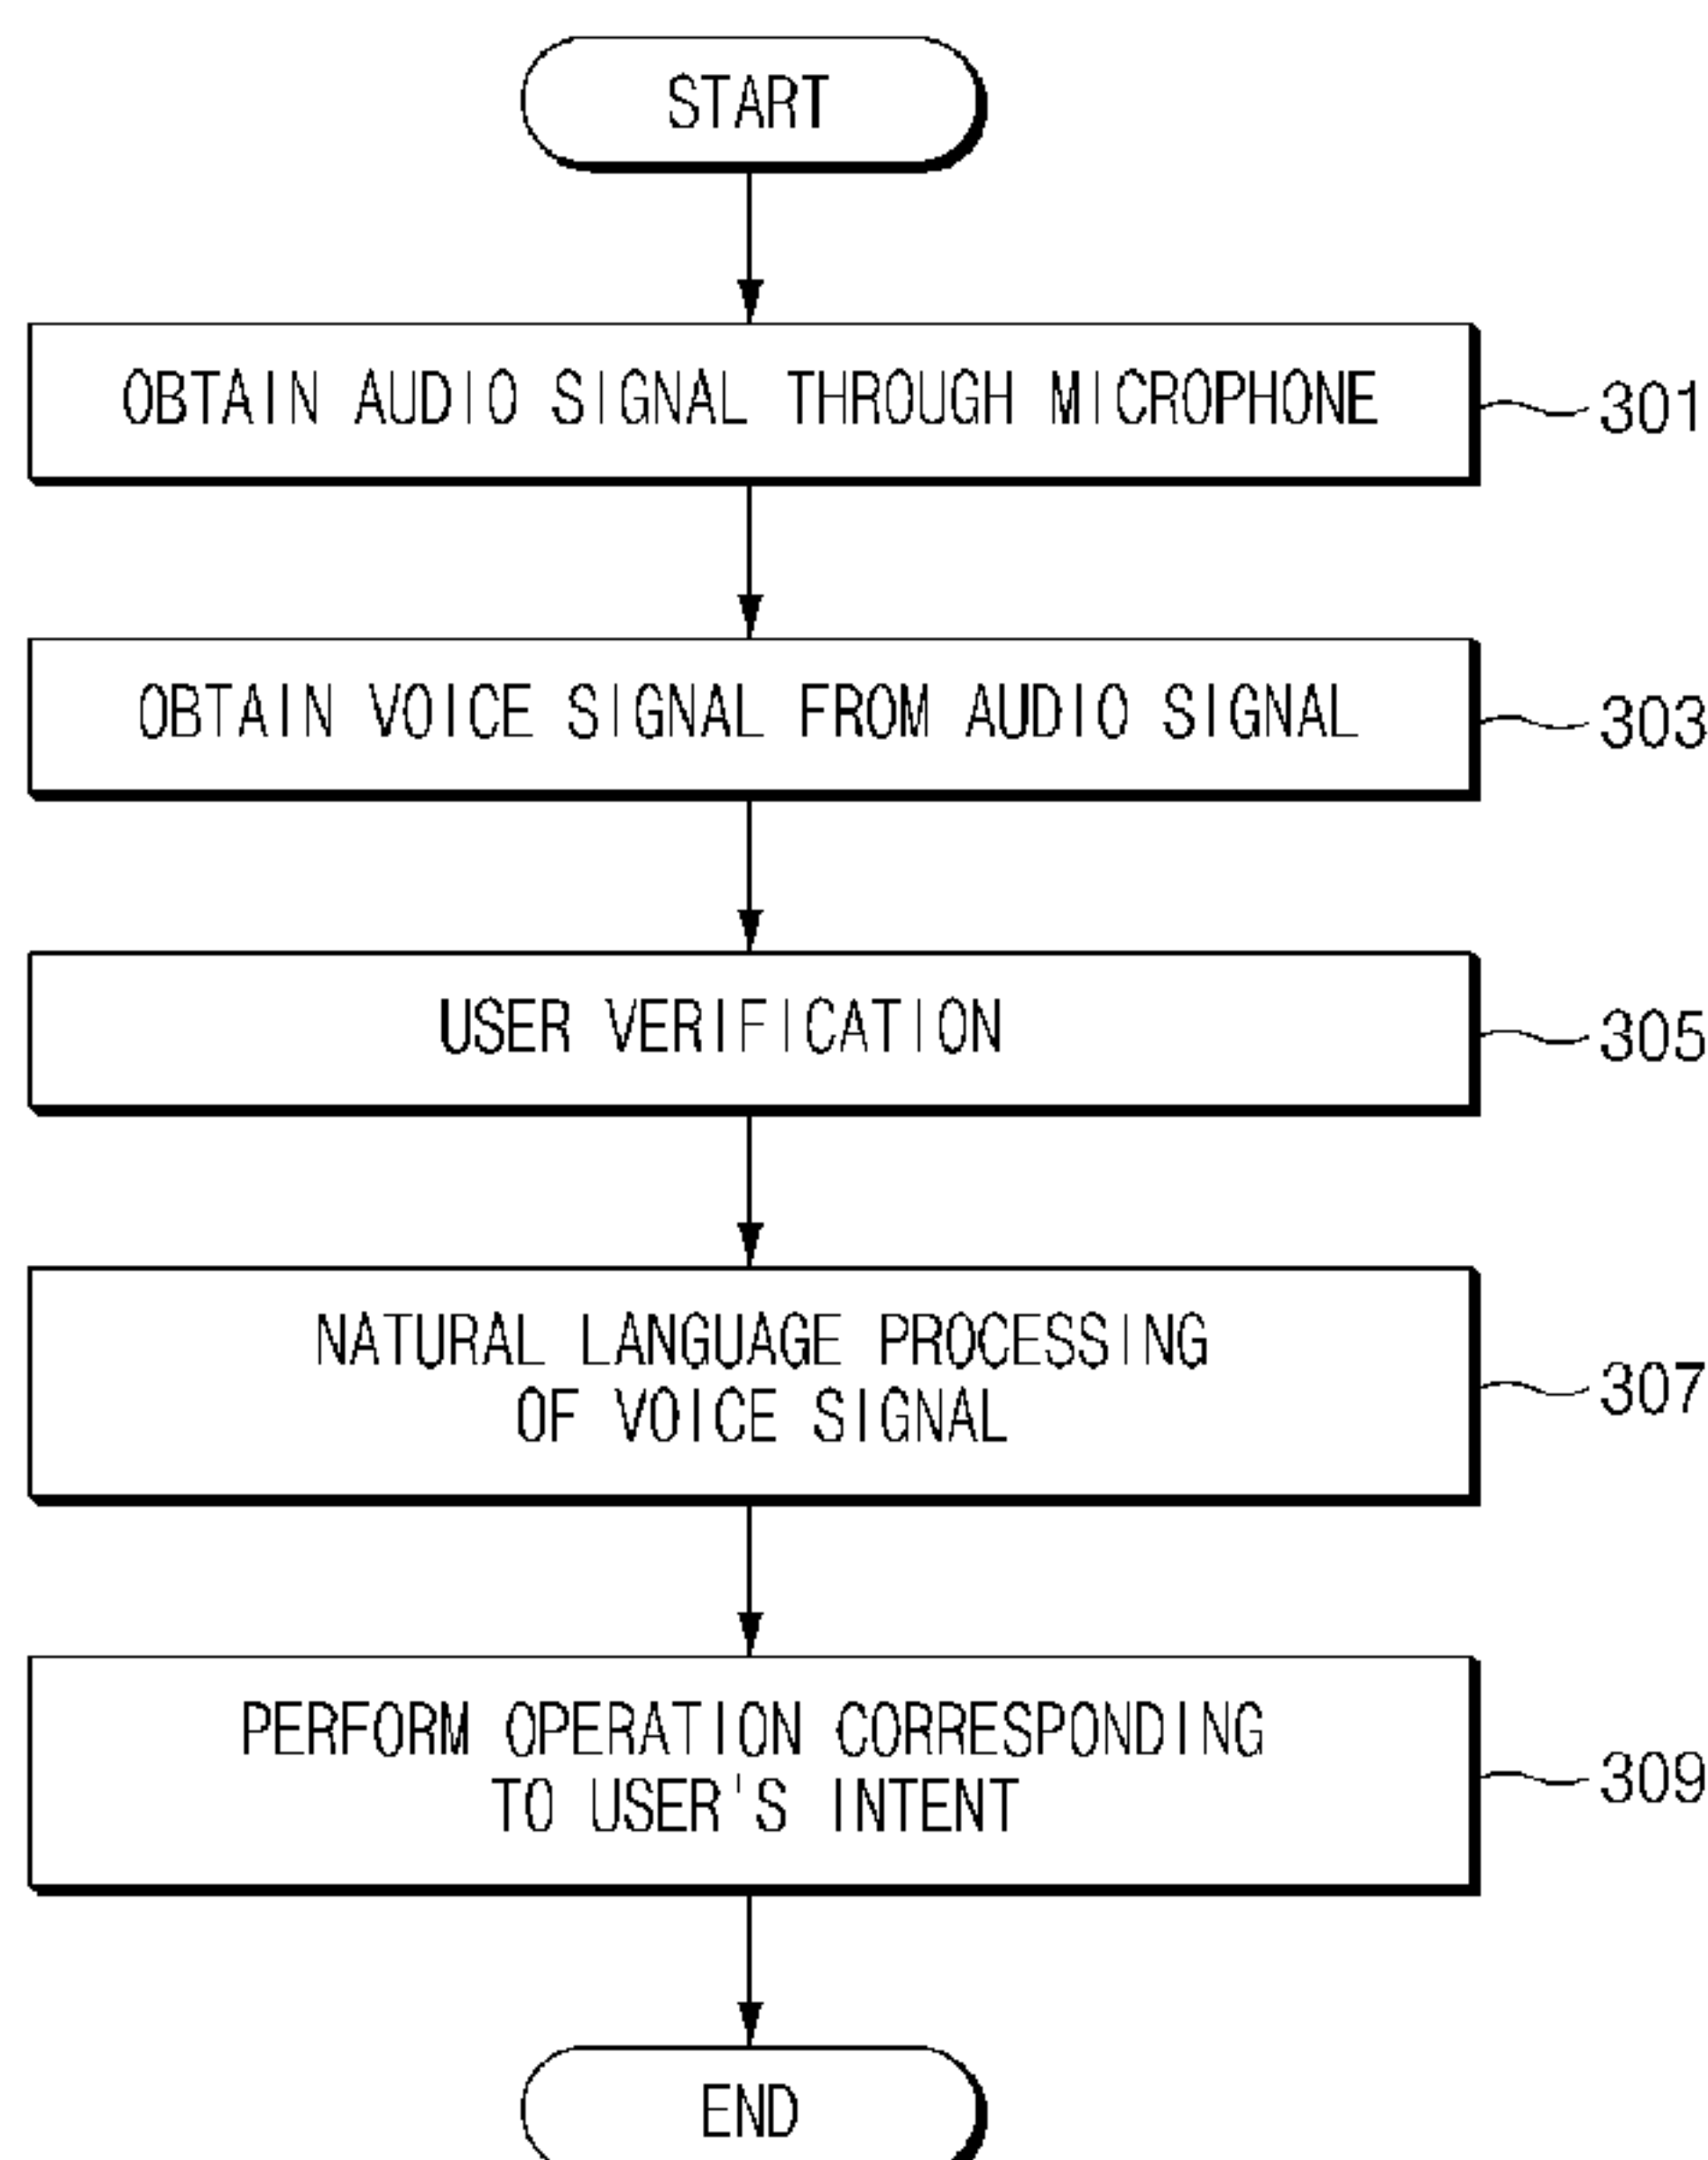 START
OBTAIN AUDIO SIGNAL THROUGH MICROPHONE
301
OBTAIN VOICE SIGNAL FROM AUDIO SIGNAL
303
USER VERIFICATION
305
NATURAL LANGUAGE PROCESSING
OF VOICE SIGNAL
307
PERFORM OPERATION CORRESPONDING
TO USER'S INTENT
309
END